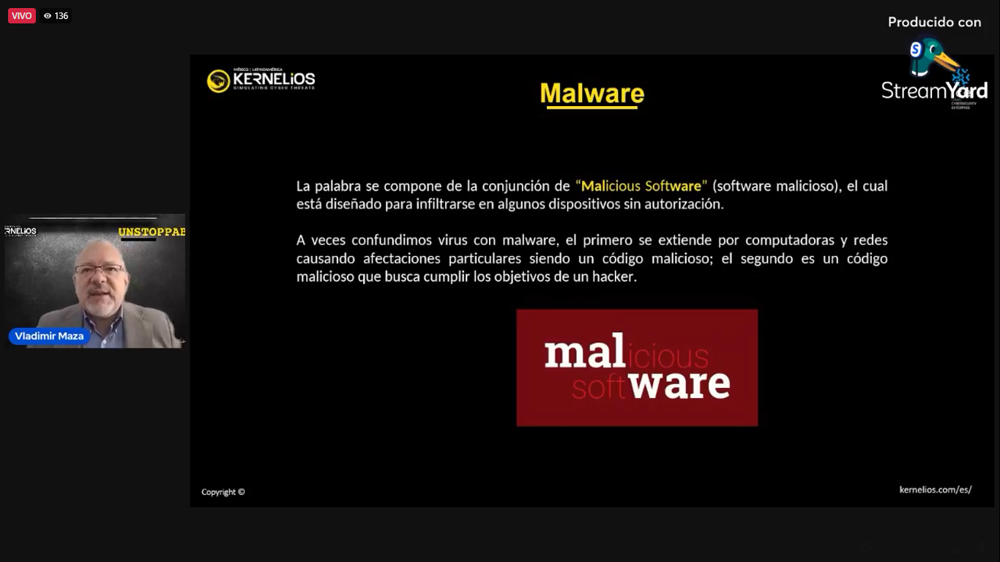 VIVO 136
Producido con
StreamYard
MÉXICO | LATINOAMÉRICA
KERNELiOS
SIMULATING CYBER THREATS
CYBERSECURITY
ENTERPRISE
Malware
La palabra se compone de la conjunción de “Malicious Software” (software malicioso), el cual
está diseñado para infiltrarse en algunos dispositivos sin autorización.
A veces confundimos virus con malware, el primero se extiende por computadoras y redes
causando afectaciones particulares siendo un código malicioso; el segundo es un código
malicioso que busca cumplir los objetivos de un hacker.
malicious
software
RNELiOS
UNSTOPPAB
Vladimir Maza
Copyright ©
kernelios.com/es/